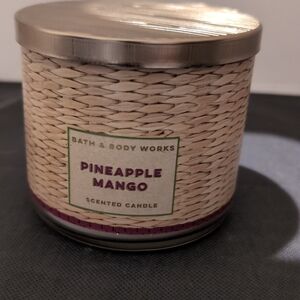 BATH & BODY WORKS
PINEAPPLE
MANGO
SCENTED CANDLE